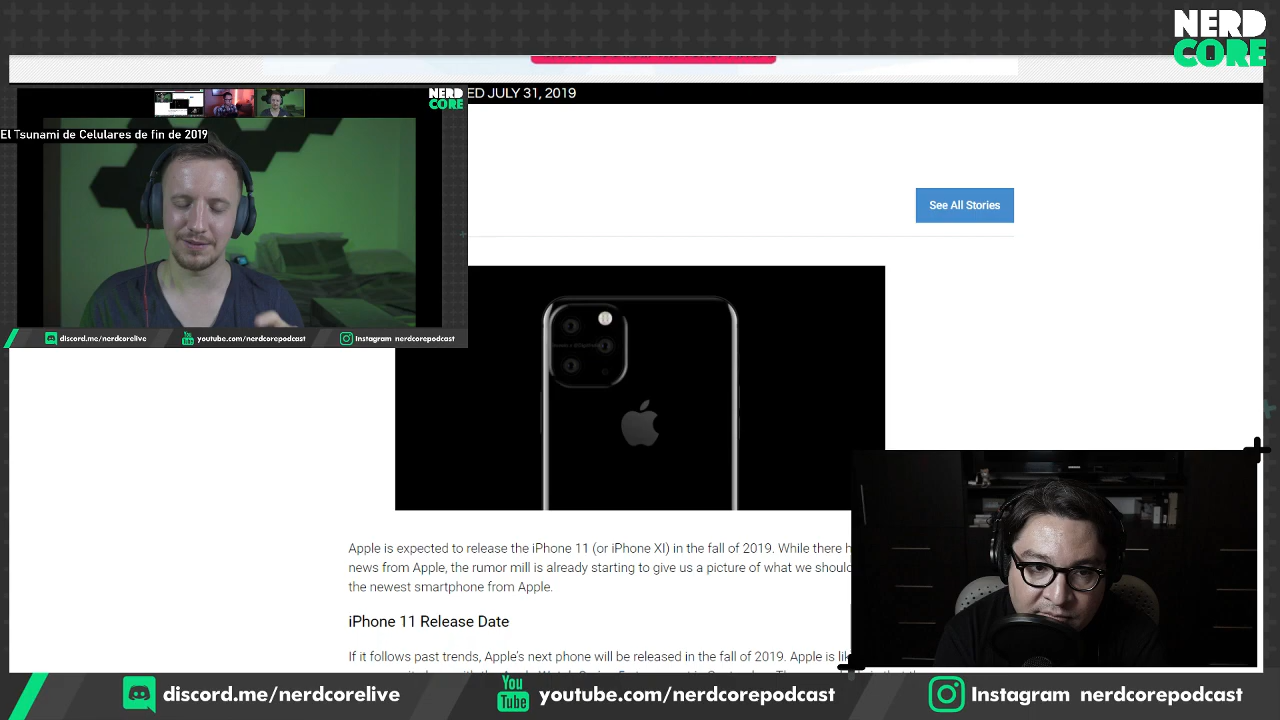 NERD
CORE
ED JULY 31, 2019
NERD
CORE
El Tsunami de Celulares de fin de 2019
See All Stories
discord.me/nerdcorelive
You Tube
youtube.com/nerdcorepodcast
Instagram nerdcorepodcast
Apple is expected to release the iPhone 11 (or iPhone XI) in the fall of 2019. While there h
news from Apple, the rumor mill is already starting to give us a picture of what we should
the newest smartphone from Apple.
iPhone 11 Release Date
If it follows past trends, Apple's next phone will be released in the fall of 2019. Apple is lik
discord.me/nerdcorelive
You
Tube
youtube.com/nerdcorepodcast
Instagram nerdcorepodcast